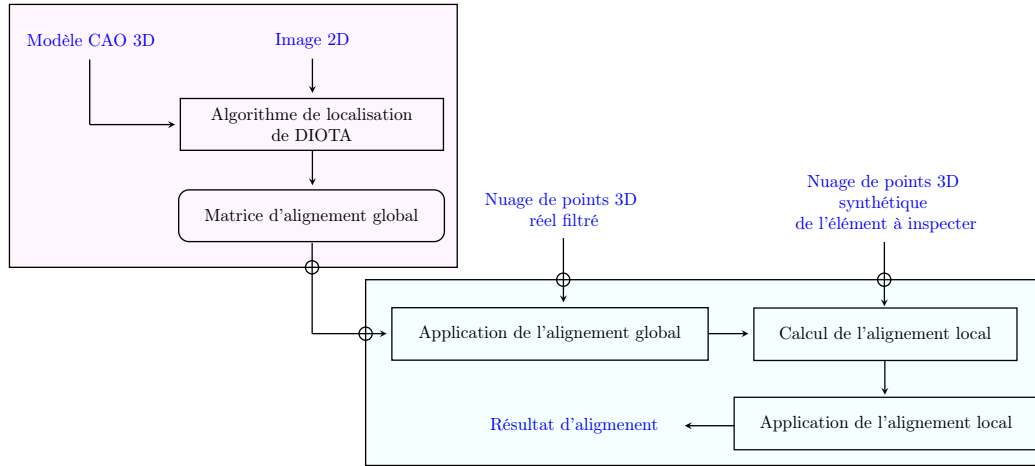 Modèle CAO 3D
Image 2D
Algorithme de localisation
de DIOTA
Matrice d'alignement global
Nuage de points 3D
réel filtré
Nuage de points 3D
synthétique
de l'élément à inspecter
Application de l'alignement global
Calcul de l'alignement local
Application de l'alignement local
Résultat d'aligmenent